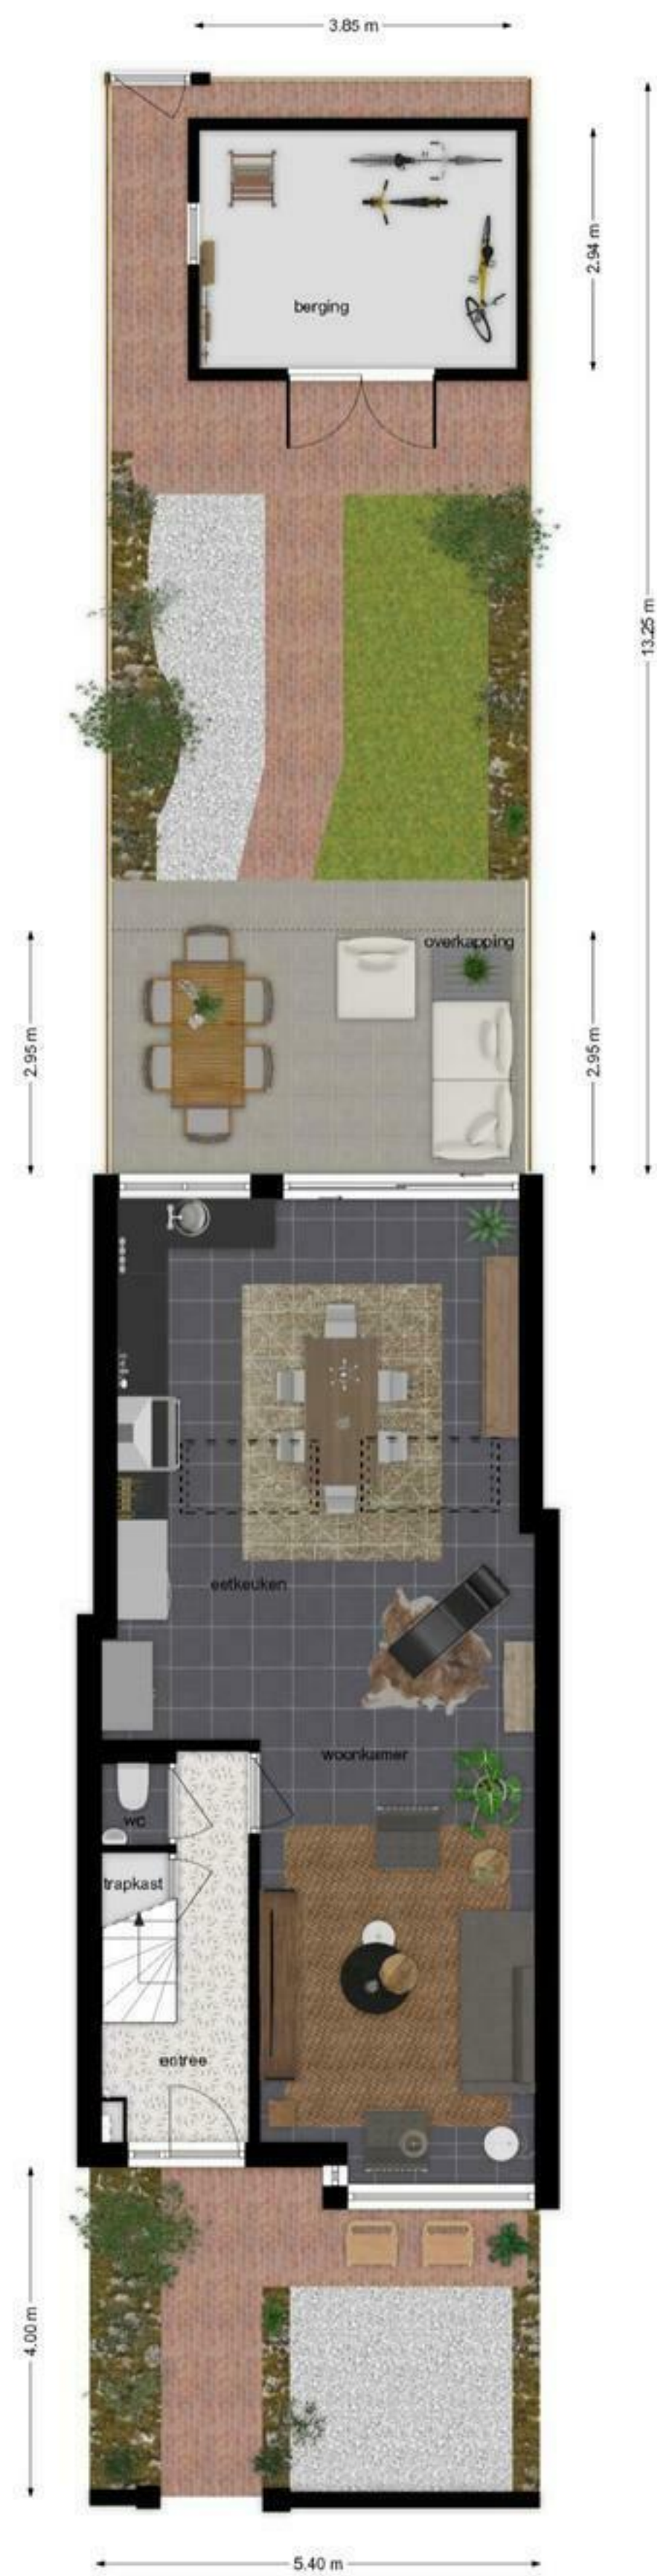 3.85 m
2.94 m
berging
13.25 m
overkapping
2.95 m
2.95 m
eetkeuken
woonkamer
wc
trapkast
entree
4.00 m
5.40 m